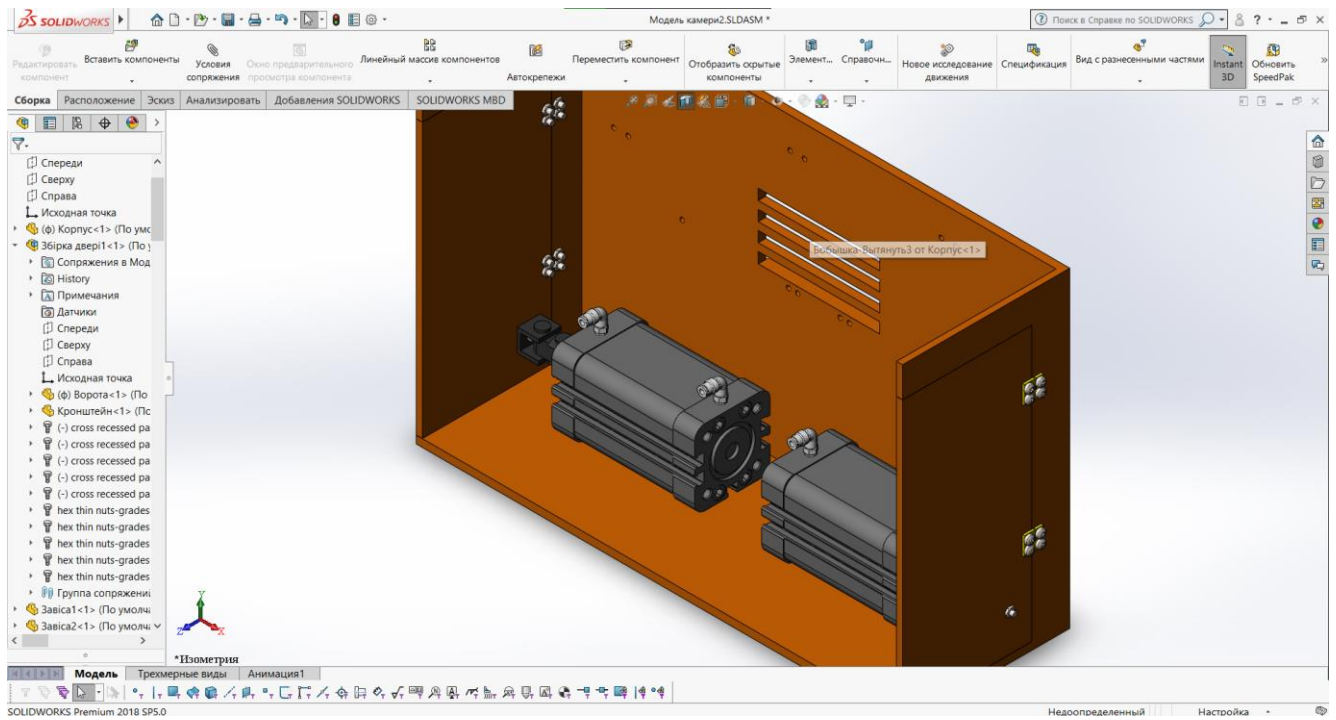 SOLIDWORKS
Модель камери2.SLDASM *
Поиск в Справке по SOLIDWORKS
Редактировать компонент
Вставить компоненты
Условия сопряжения
Окно предварительного просмотра компонента
Линейный массив компонентов
Автокрепежи
Переместить компонент
Отобразить скрытые компоненты
Элемент...
Справочн...
Новое исследование движения
Спецификация
Вид с разнесенными частями
Instant 3D
Обновить SpeedPak
Сборка Расположение Эскиз Анализировать Добавления SOLIDWORKS SOLIDWORKS MBD
Спереди
Сверху
Справа
Исходная точка
(ф) Корпус<1> (По умс
Збірка двері1<1> (По у
Сопряжения в Мод
History
Примечания
Датчики
Спереди
Сверху
Справа
Исходная точка
(ф) Ворота<1> (По
Кронштейн<1> (Пс
(-) cross recessed pa
(-) cross recessed pa
(-) cross recessed pa
(-) cross recessed pa
(-) cross recessed pa
hex thin nuts-grades
hex thin nuts-grades
hex thin nuts-grades
hex thin nuts-grades
hex thin nuts-grades
Группа сопряжений
Завіса1<1> (По умолча
Завіса2<1> (По умолча
Бобышка-Вытянуть3 от Корпус<1>
Y
Z X
*Изометрия
Модель Трехмерные виды Анимация1
SOLIDWORKS Premium 2018 SP5.0
Недоопределенный Настройка